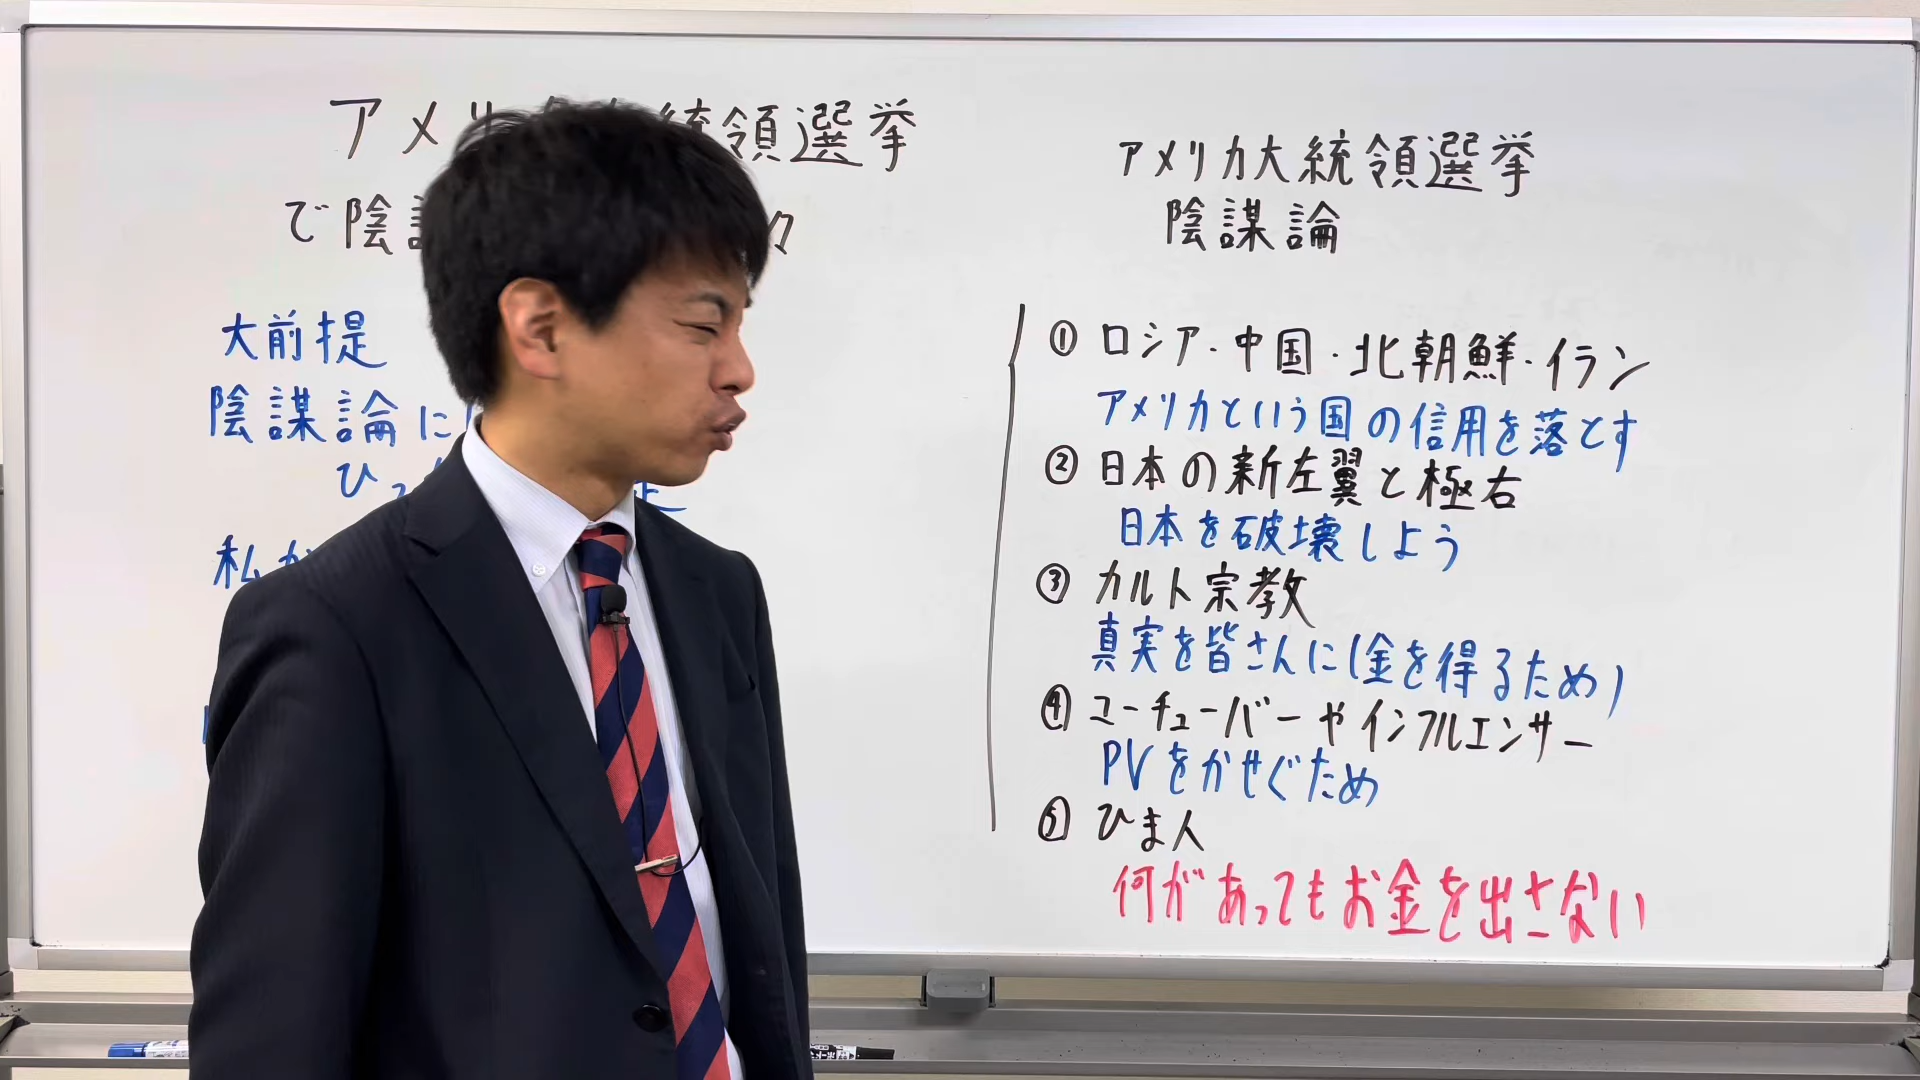 アメリ 統領選挙
で陰謀 々
大前提
陰謀論に
ひっ
私が
アメリカ大統領選挙
陰謀論
① ロシア・中国・北朝鮮・イラン
アメリカという国の信用を落とす
② 日本の新左翼と極右
日本を破壊しよう
③ カルト宗教
真実を皆さんに(金を得るため)
④ ユーチューバーやインフルエンサー
PVをかせぐため
⑤ ひま人
何があってもお金を出さない